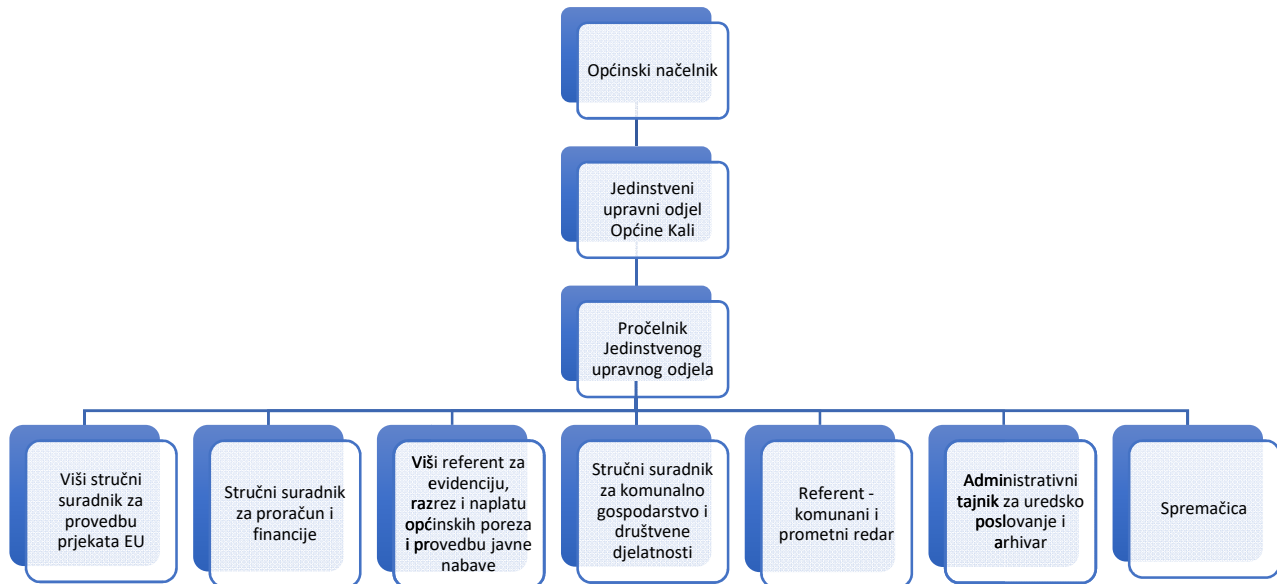 Općinski načelnik
Jedinstveni
upravni odjel
Općine Kali
Pročelnik
Jedinstvenog
upravnog odjela
Viši stručni
suradnik za
provedbu
prjekata EU
Stručni suradnik
za proračun i
financije
Viši referent za
evidenciju,
razrez i naplatu
općinskih poreza
i provedbu javne
nabave
Stručni suradnik
za komunalno
gospodarstvo i
društvene
djelatnosti
Referent -
komunani i
prometni redar
Administrativni
tajnik za uredsko
poslovanje i
arhivar
Spremačica